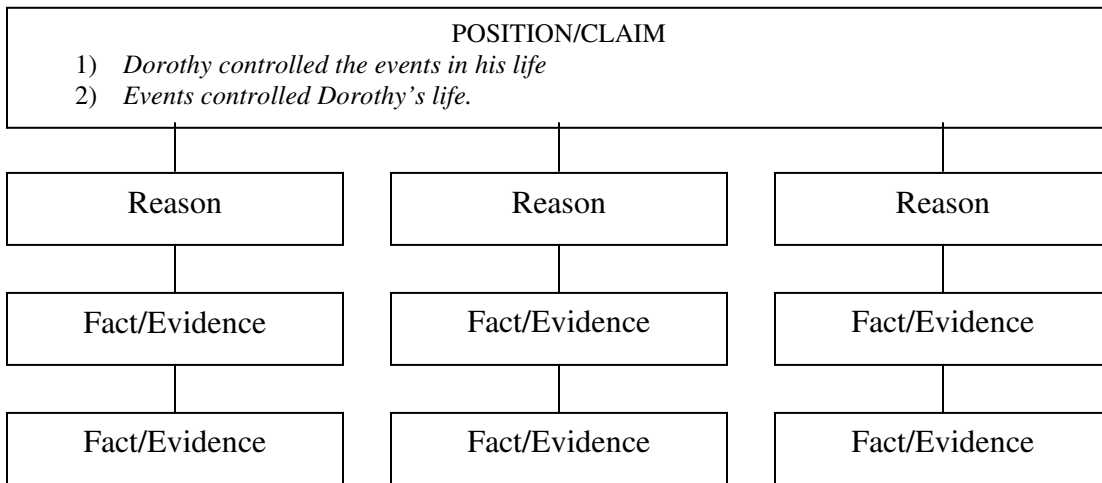 POSITION/CLAIM
1) Dorothy controlled the events in his life
2) Events controlled Dorothy's life.
Reason Reason Reason
Fact/Evidence Fact/Evidence Fact/Evidence
Fact/Evidence Fact/Evidence Fact/Evidence